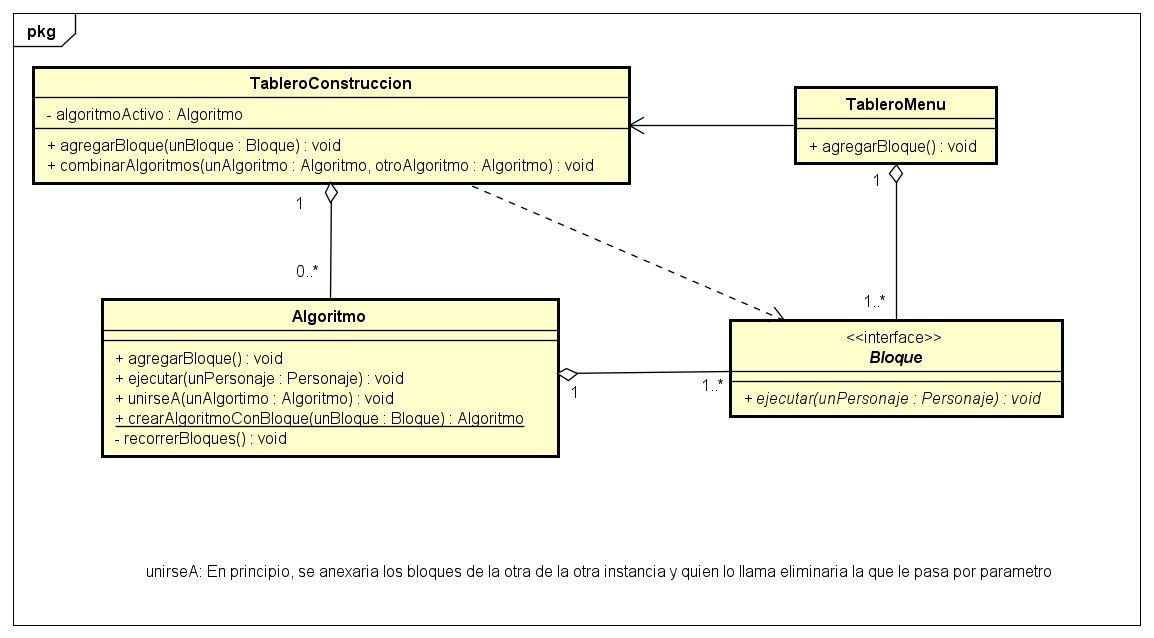 pkg
TableroConstruccion
- algoritmoActivo : Algoritmo
+ agregarBloque(unBloque : Bloque) : void
+ combinarAlgoritmos(unAlgoritmo : Algoritmo, otroAlgoritmo : Algoritmo) : void
TableroMenu
+ agregarBloque() : void
1
1
0..*
1..*
Algoritmo
+ agregarBloque() : void
+ ejecutar(unPersonaje : Personaje) : void
+ unirseA(unAlgortimo : Algoritmo) : void
+ crearAlgoritmoConBloque(unBloque : Bloque) : Algoritmo
- recorrerBloques() : void
1
1..*
<<interface>>
Bloque
+ ejecutar(unPersonaje : Personaje) : void
unirseA: En principio, se anexaria los bloques de la otra de la otra instancia y quien lo llama eliminaria la que le pasa por parametro